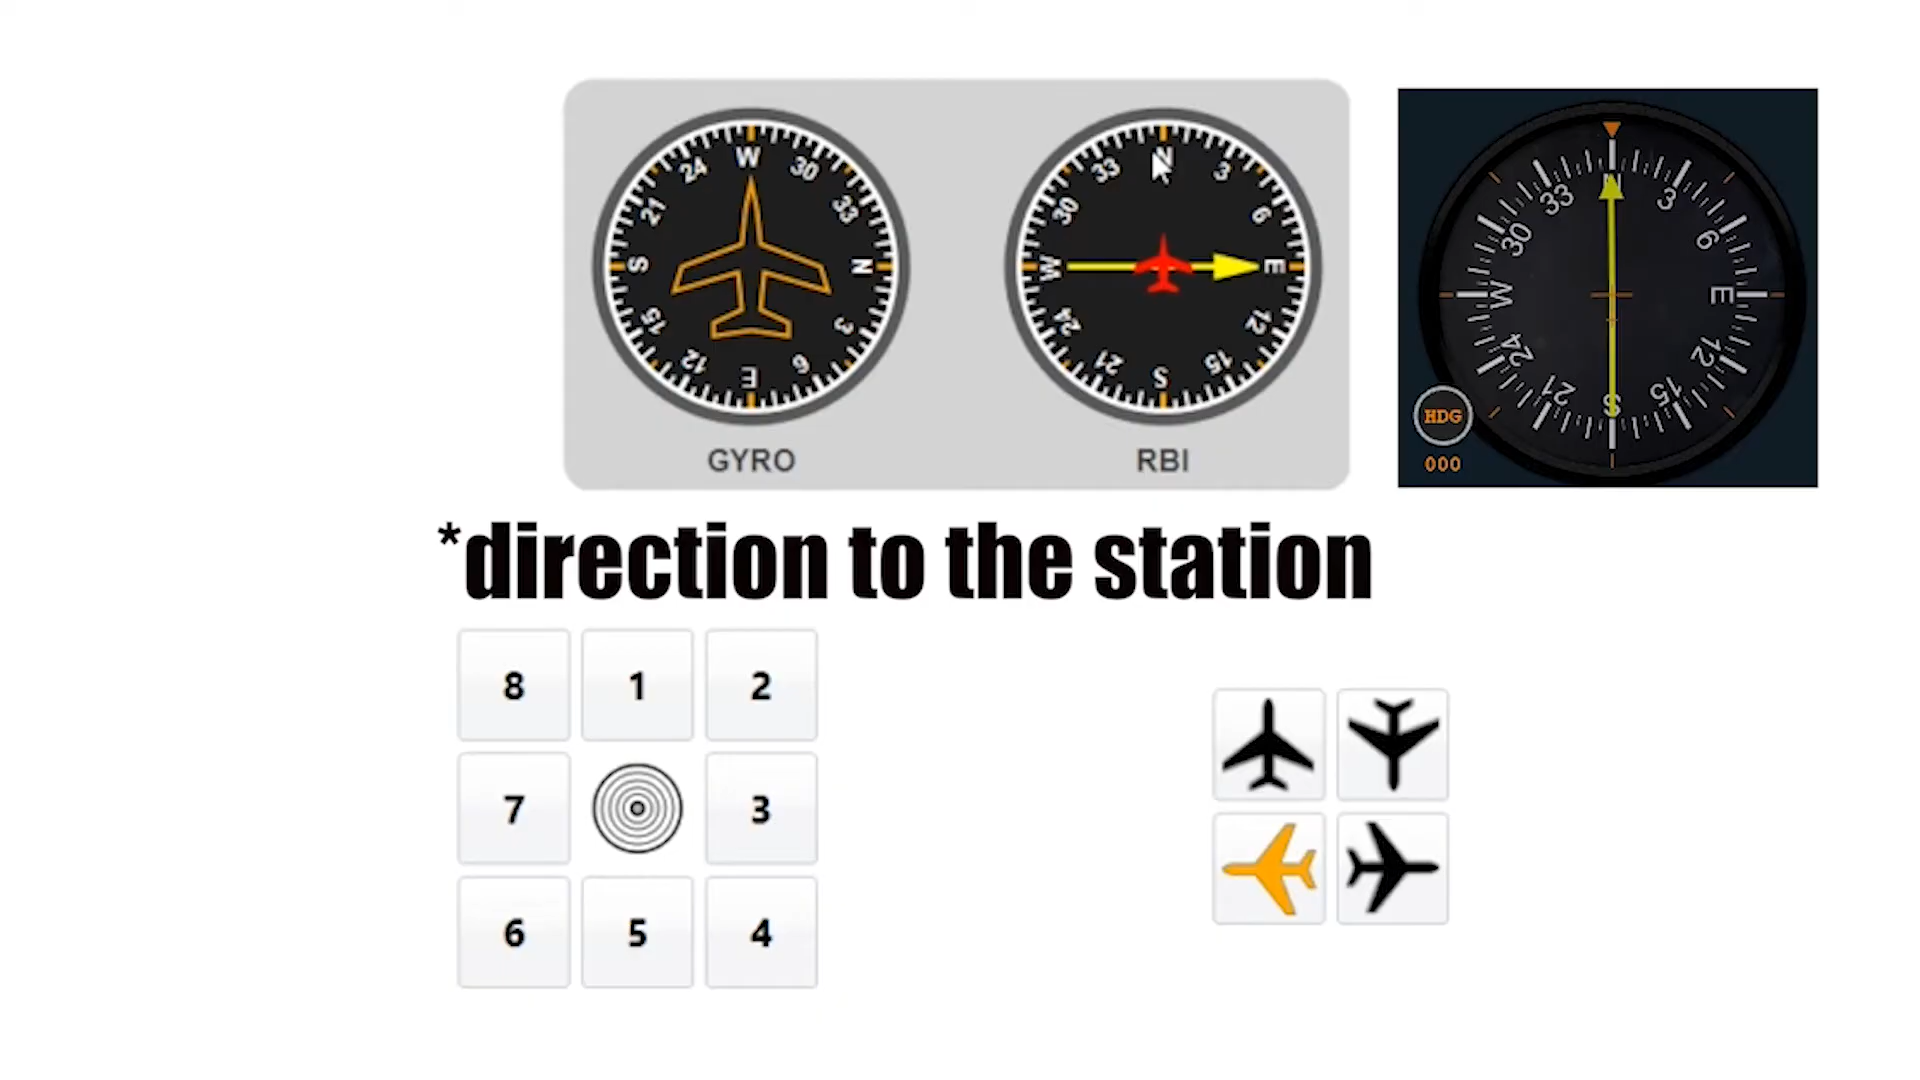 W 30 33 N 3 6 E 12 15 S 21 24
N 3 6 E 12 15 S 21 24 W 30 33
3 6 E 12 15 S 21 24 W 30 33
HDG
000
GYRO
RBI
*direction to the station
8 1 2
7 3
6 5 4